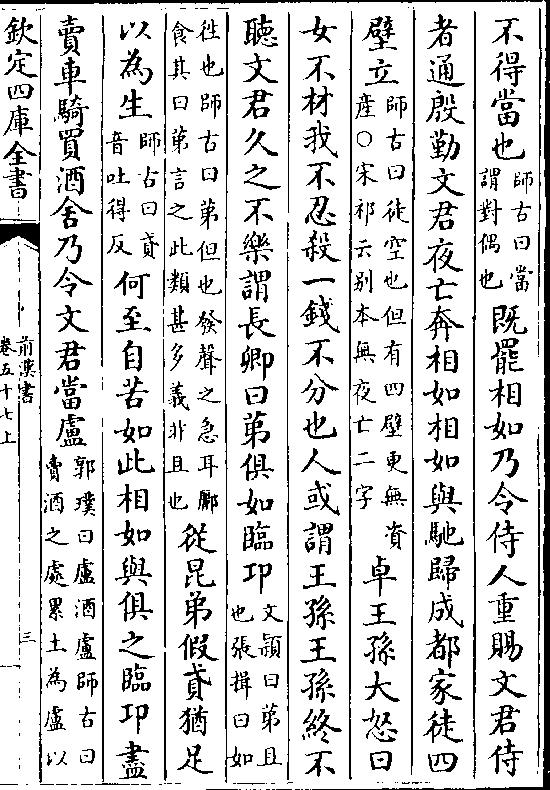 不得當也師古曰當謂對偶也既罷相如乃令侍人重賜文君侍
者通殷勤文君夜亡奔相如相如與馳歸成都家徒四
壁立師古曰徒空也但有四壁更無資産○宋祁云别本無夜亡二字卓王孫大怒曰
女不材我不忍殺一錢不分也人或謂王孫王孫終不
聽文君久之不樂謂長卿曰弟俱如臨邛文頴曰弟且也張揖曰如
徃也師古曰弟但也發聲之急耳酈食其曰弟言之此類甚多義非且也從昆弟假貣猶足
以為生師古曰貣音吐得反何至自苦如此相如與俱之臨邛盡
賣車騎買酒舍乃令文君當盧郭璞曰盧酒盧師古曰賣酒之處累土為盧以
欽定四庫全書
前漢書
卷五十七上
三